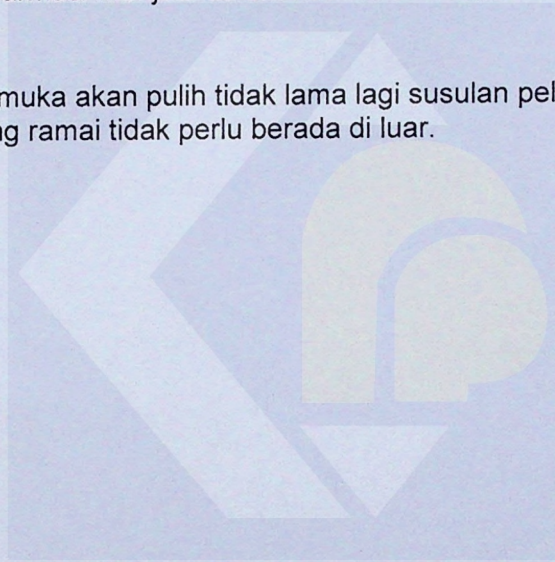 muka akan pulih tidak lama lagi susulan pel
g ramai tidak perlu berada di luar.